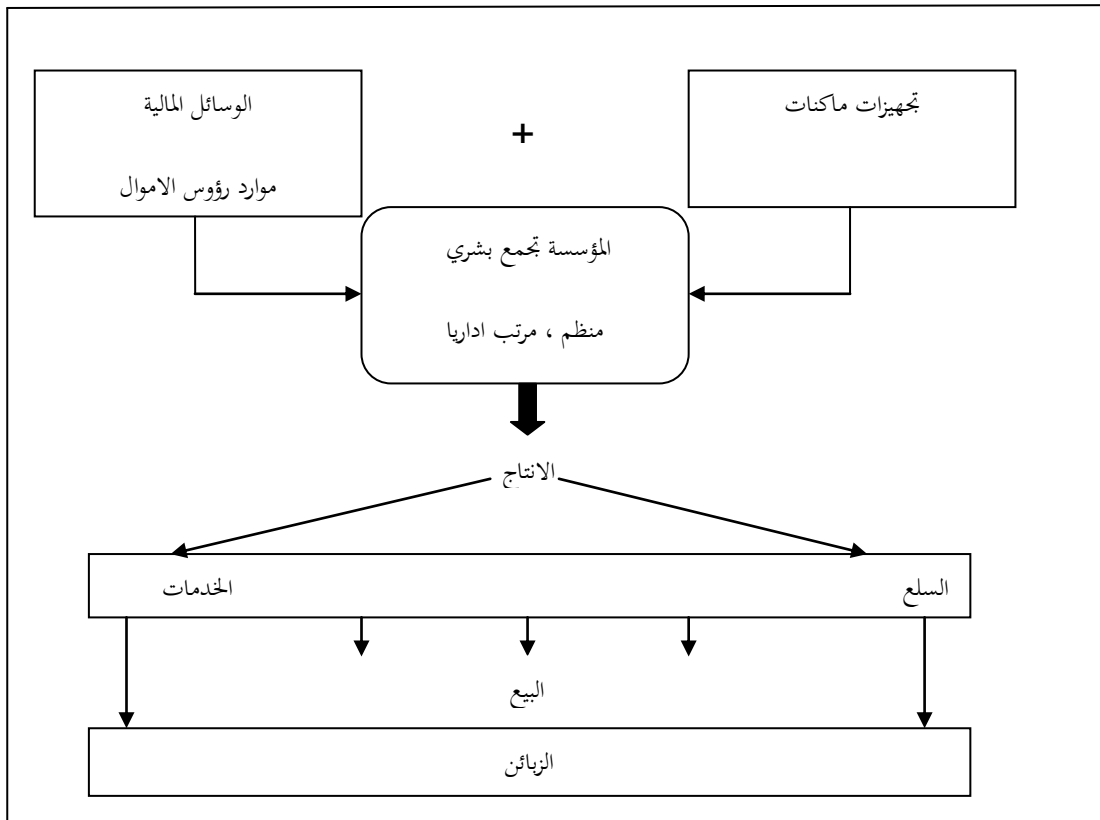 تجهيزات ماكنات
+
الوسائل المالية
موارد رؤوس الاموال
المؤسسة تجمع بشري
منظم ، مرتب اداريا
الانتاج
السلع
الخدمات
البيع
الزبائن